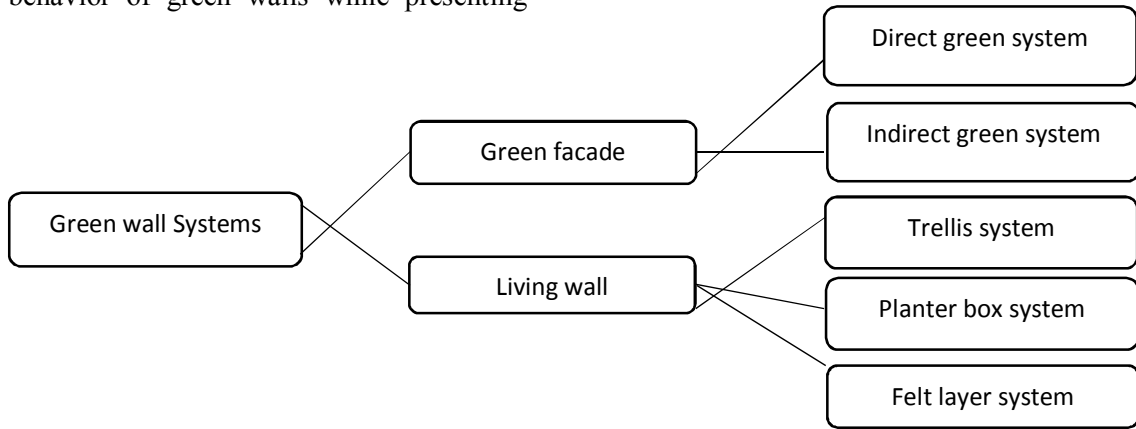 behavior of green walls while presenting
Direct green system
Green facade
Indirect green system
Green wall Systems
Trellis system
Living wall
Planter box system
Felt layer system